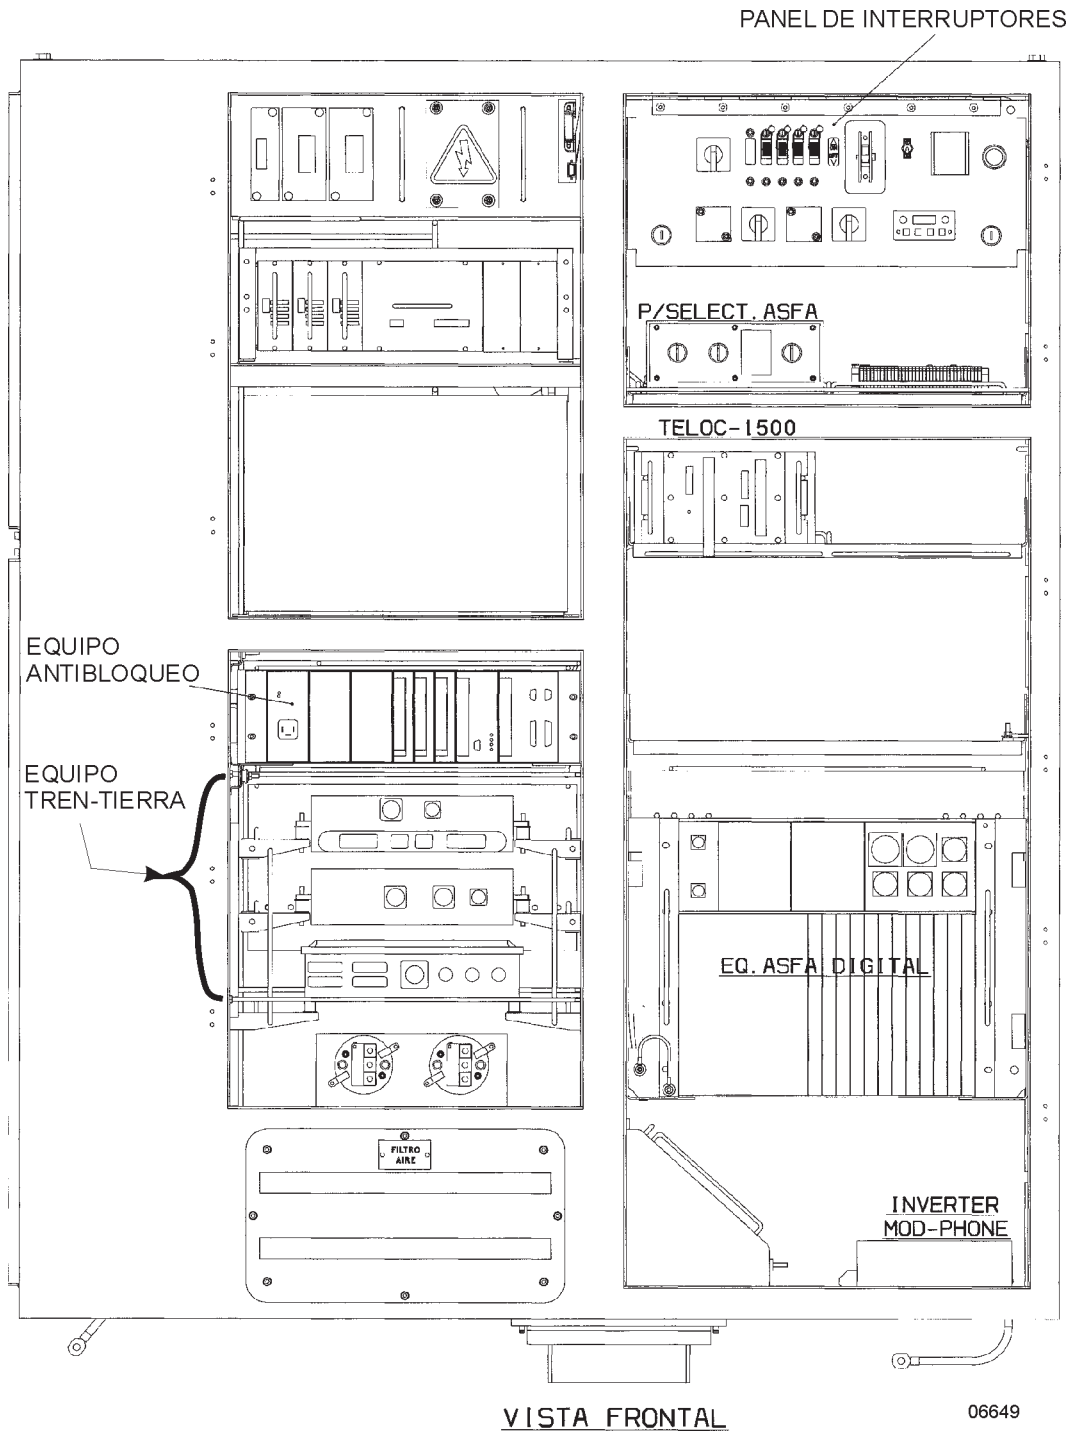 PANEL DE INTERRUPTORES
P/SELECT. ASFA
TELOC-1500
EQUIPO
ANTIBLOQUEO
EQUIPO
TREN-TIERRA
EQ. ASFA DIGITAL
FILTRO
AIRE
INVERTER
MOD-PHONE
VISTA FRONTAL
06649